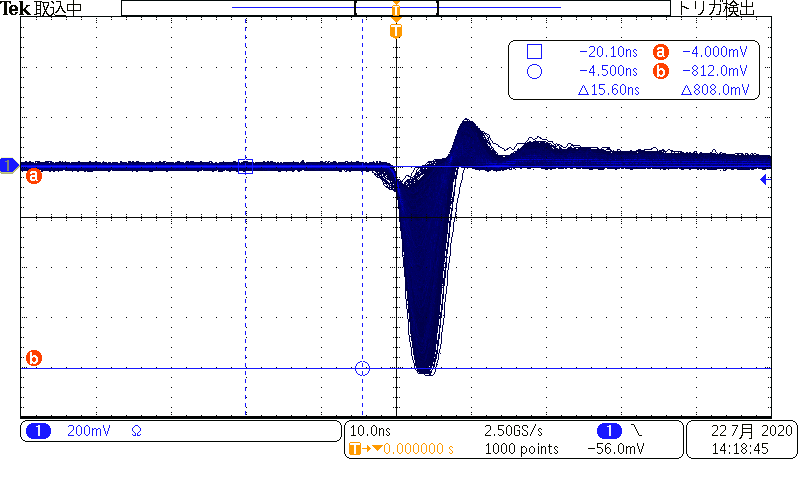 Tek 取込中 トリガ検出
T
T
-20.10ns a -4.000mV
-4.500ns b -812.0mV
Δ15.60ns Δ808.0mV
1
a
b
1 200mV Ω
10.0ns 2.50GS/s 1 -56.0mV
T→▼0.000000 s 1000 points
22 7月 2020
14:18:45